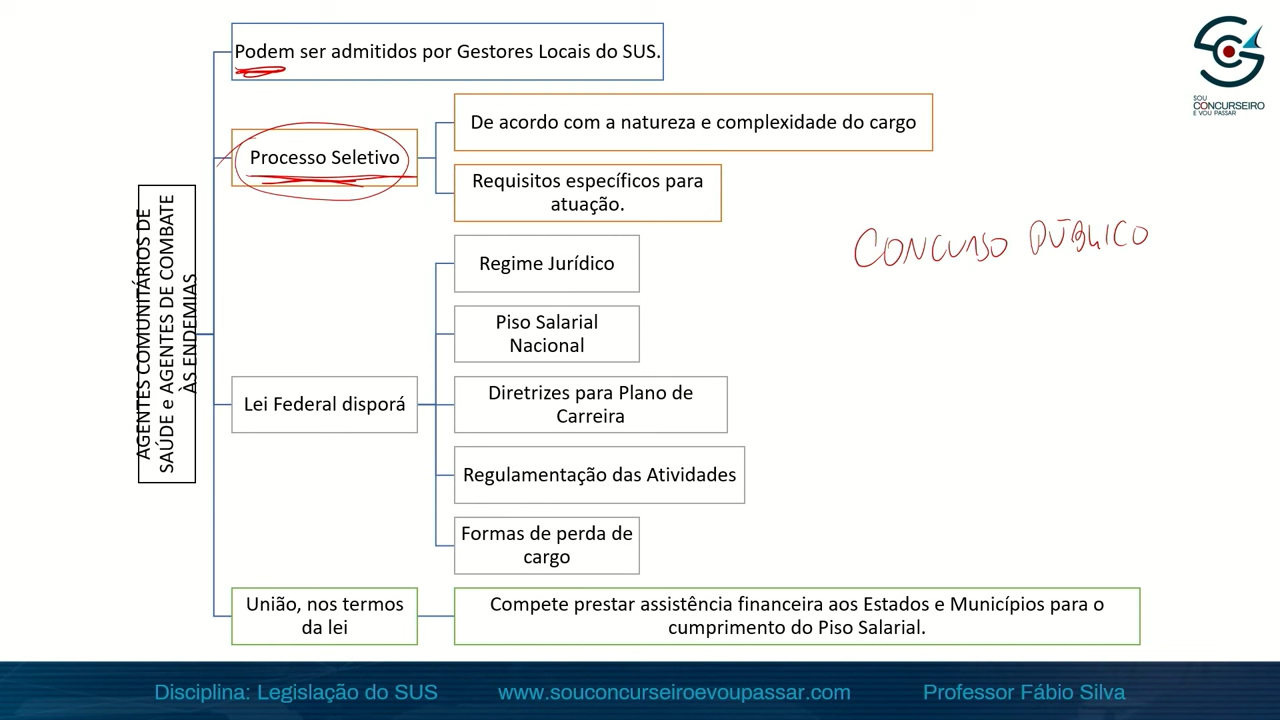 Podem ser admitidos por Gestores Locais do SUS.
SOU
CONCURSEIRO
E VOU PASSAR
De acordo com a natureza e complexidade do cargo
Processo Seletivo
Requisitos específicos para
atuação.
CONCURSO PÚBLICO
AGENTES COMUNITÁRIOS DE
SAÚDE e AGENTES DE COMBATE
ÀS ENDEMIAS
Regime Jurídico
Piso Salarial
Nacional
Lei Federal disporá
Diretrizes para Plano de
Carreira
Regulamentação das Atividades
Formas de perda de
cargo
União, nos termos
da lei
Compete prestar assistência financeira aos Estados e Municípios para o
cumprimento do Piso Salarial.
Disciplina: Legislação do SUS www.souconcurseiroevoupassar.com Professor Fábio Silva